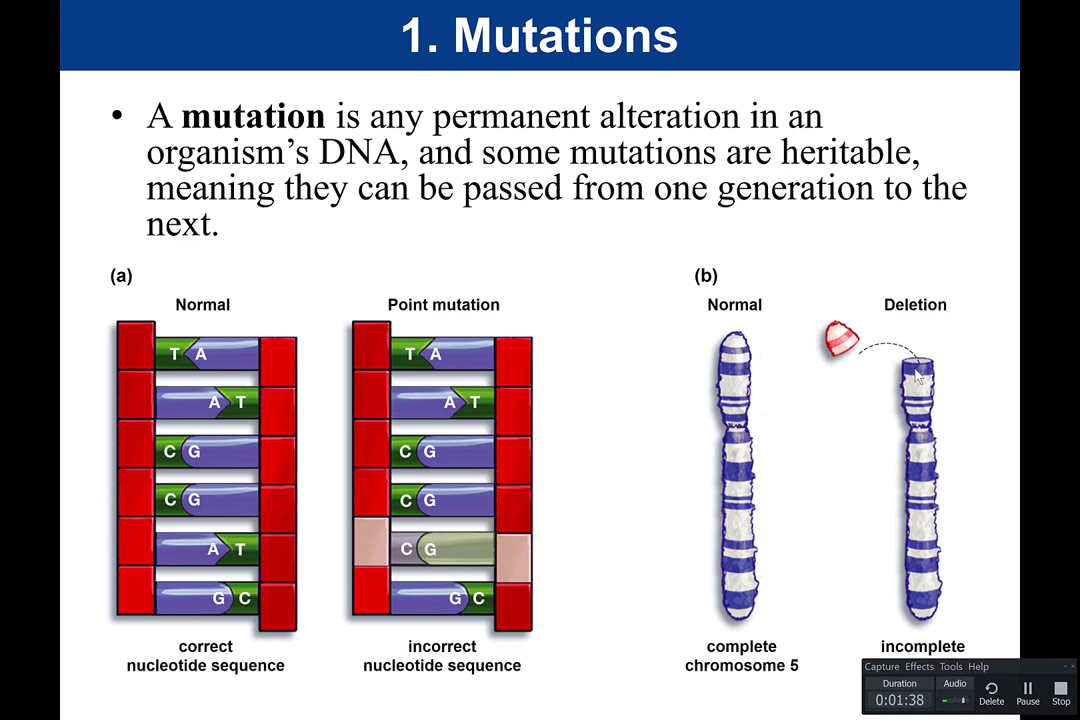 1. Mutations
• A mutation is any permanent alteration in an
organism’s DNA, and some mutations are heritable,
meaning they can be passed from one generation to the
next.
(a)
Normal
Point mutation
T A
A T
C G
C G
A T
G C
correct
nucleotide sequence
T A
A T
C G
C G
C G
G C
incorrect
nucleotide sequence
(b)
Normal
Deletion
complete
chromosome 5
incomplete
Capture Effects Tools Help
Duration
0:01:38
Audio
Delete
Pause
Stop